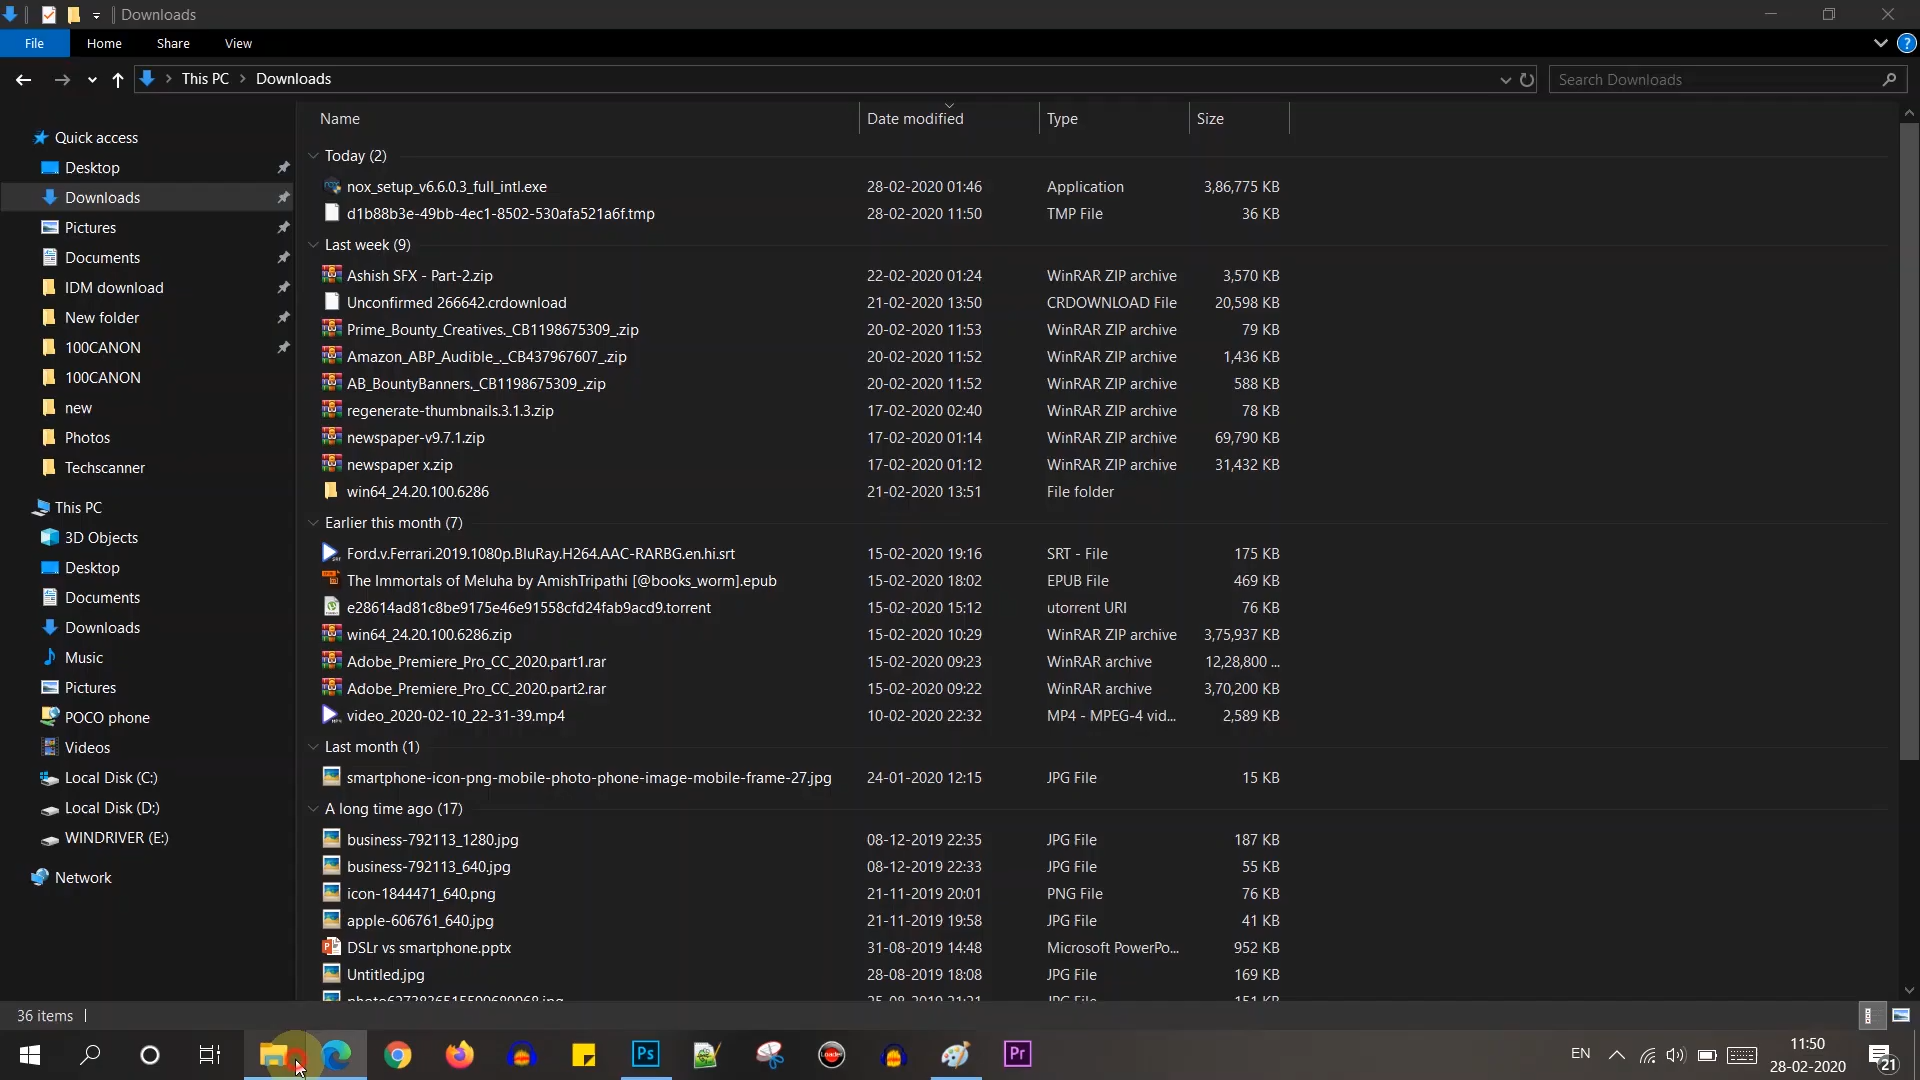 Downloads
File Home Share View
This PC Downloads
Search Downloads
Quick access
Desktop
Downloads
Pictures
Documents
IDM download
New folder
100CANON
100CANON
new
Photos
Techscanner
This PC
3D Objects
Desktop
Documents
Downloads
Music
Pictures
POCO phone
Videos
Local Disk (C:)
Local Disk (D:)
WINDRIVER (E:)
Network
Name Date modified Type Size
Today (2)
nox_setup_v6.6.0.3_full_intl.exe 28-02-2020 01:46 Application 3,86,775 KB
d1b88b3e-49bb-4ec1-8502-530afa521a6f.tmp 28-02-2020 11:50 TMP File 36 KB
Last week (9)
Ashish SFX - Part-2.zip 22-02-2020 01:24 WinRAR ZIP archive 3,570 KB
Unconfirmed 266642.crdownload 21-02-2020 13:50 CRDOWNLOAD File 20,598 KB
Prime_Bounty_Creatives._CB1198675309_.zip 20-02-2020 11:53 WinRAR ZIP archive 79 KB
Amazon_ABP_Audible_._CB437967607_.zip 20-02-2020 11:52 WinRAR ZIP archive 1,436 KB
AB_BountyBanners._CB1198675309_.zip 20-02-2020 11:52 WinRAR ZIP archive 588 KB
regenerate-thumbnails.3.1.3.zip 17-02-2020 02:40 WinRAR ZIP archive 78 KB
newspaper-v9.7.1.zip 17-02-2020 01:14 WinRAR ZIP archive 69,790 KB
newspaper x.zip 17-02-2020 01:12 WinRAR ZIP archive 31,432 KB
win64_24.20.100.6286 21-02-2020 13:51 File folder
Earlier this month (7)
Ford.v.Ferrari.2019.1080p.BluRay.H264.AAC-RARBG.en.hi.srt 15-02-2020 19:16 SRT - File 175 KB
The Immortals of Meluha by AmishTripathi [@books_worm].epub 15-02-2020 18:02 EPUB File 469 KB
e28614ad81c8be9175e46e91558cfd24fab9acd9.torrent 15-02-2020 15:12 utorrent URI 76 KB
win64_24.20.100.6286.zip 15-02-2020 10:29 WinRAR ZIP archive 3,75,937 KB
Adobe_Premiere_Pro_CC_2020.part1.rar 15-02-2020 09:23 WinRAR archive 12,28,800 ...
Adobe_Premiere_Pro_CC_2020.part2.rar 15-02-2020 09:22 WinRAR archive 3,70,200 KB
video_2020-02-10_22-31-39.mp4 10-02-2020 22:32 MP4 - MPEG-4 vid... 2,589 KB
Last month (1)
smartphone-icon-png-mobile-photo-phone-image-mobile-frame-27.jpg 24-01-2020 12:15 JPG File 15 KB
A long time ago (17)
business-792113_1280.jpg 08-12-2019 22:35 JPG File 187 KB
business-792113_640.jpg 08-12-2019 22:33 JPG File 55 KB
icon-1844471_640.png 21-11-2019 20:01 PNG File 76 KB
apple-606761_640.jpg 21-11-2019 19:58 JPG File 41 KB
DSLr vs smartphone.pptx 31-08-2019 14:48 Microsoft PowerPo... 952 KB
Untitled.jpg 28-08-2019 18:08 JPG File 169 KB
36 items
Ps Loader Pr EN 11:50
28-02-2020 21